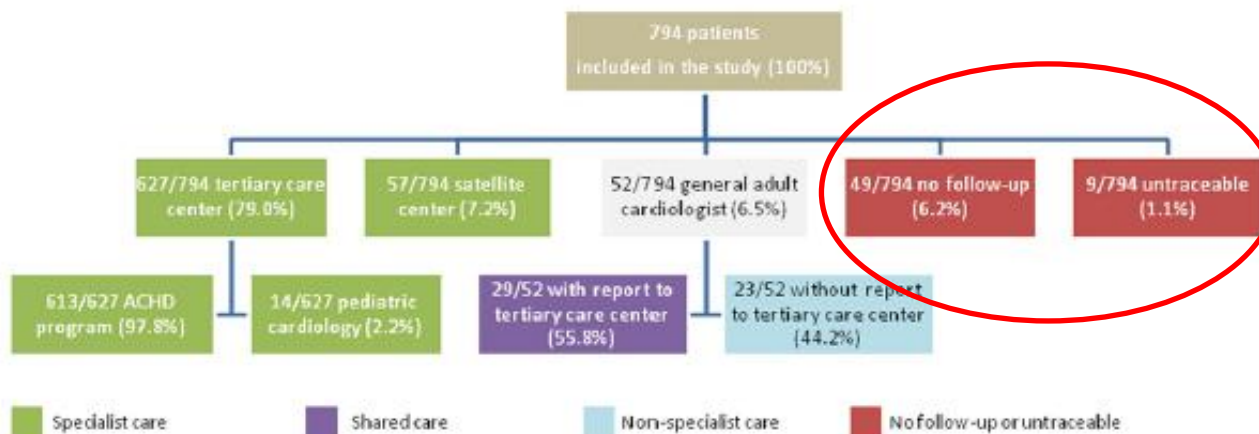 794 patients
included in the study (100%)
627/794 tertiary care
center (79.0%)
57/794 satellite
center (7.2%)
52/794 general adult
cardiologist (6.5%)
49/794 no follow-up
(6.2%)
9/794 untraceable
(1.1%)
613/627 ACHD
program (97.8%)
14/627 pediatric
cardiology (2.2%)
29/52 with report to
tertiary care center
(55.8%)
23/52 without report
to tertiary care center
(44.2%)
Specialist care
Shared care
Non-specialist care
No follow-up or untraceable